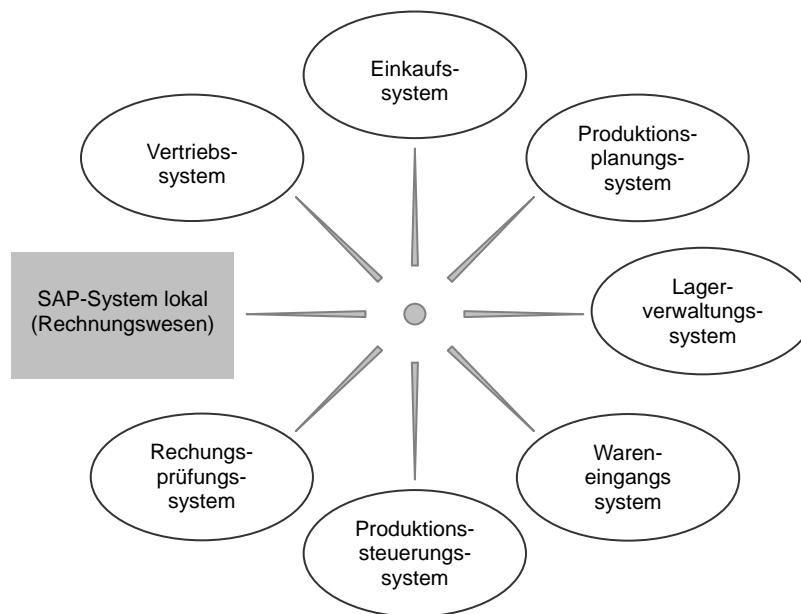 Einkaufs-
system
Vertriebs-
system
Produktions-
planungs-
system
SAP-System lokal
(Rechnungswesen)
Lager-
verwaltungs-
system
Rechungs-
prüfungs-
system
Waren-
eingangs
system
Produktions-
steuerungs-
system